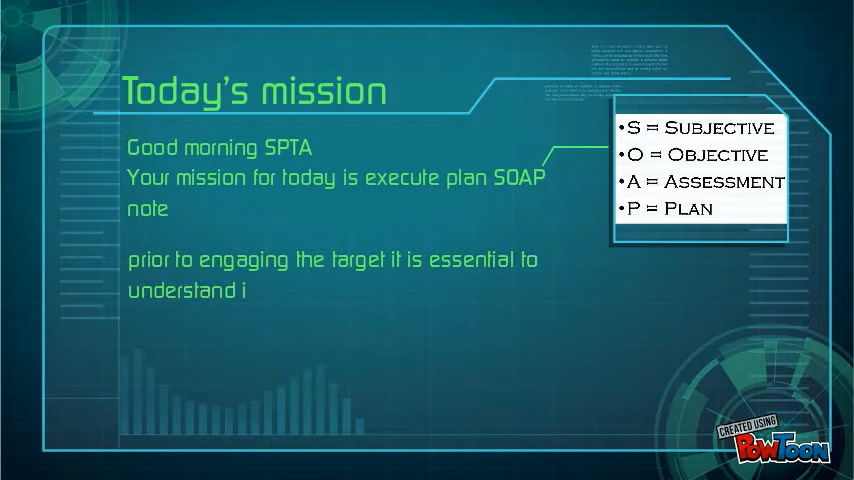 Today's mission
Good morning SPTA
Your mission for today is execute plan SOAP
note
prior to engaging the target it is essential to
understand i
•S = Subjective
•O = Objective
•A = Assessment
•P = Plan
CREATED USING
PowToon